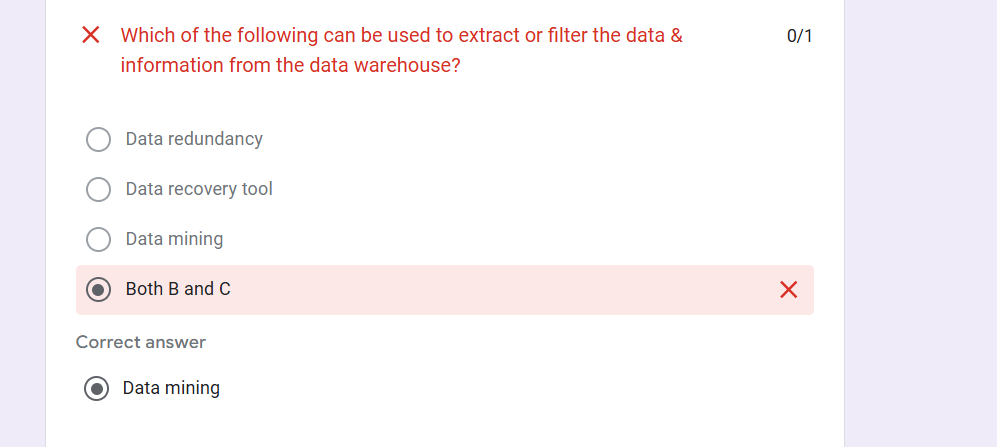 Which of the following can be used to extract or filter the data &
0/1
information from the data warehouse?
Data redundancy
Data recovery tool
Data mining
Both B and C
Correct answer
Data mining